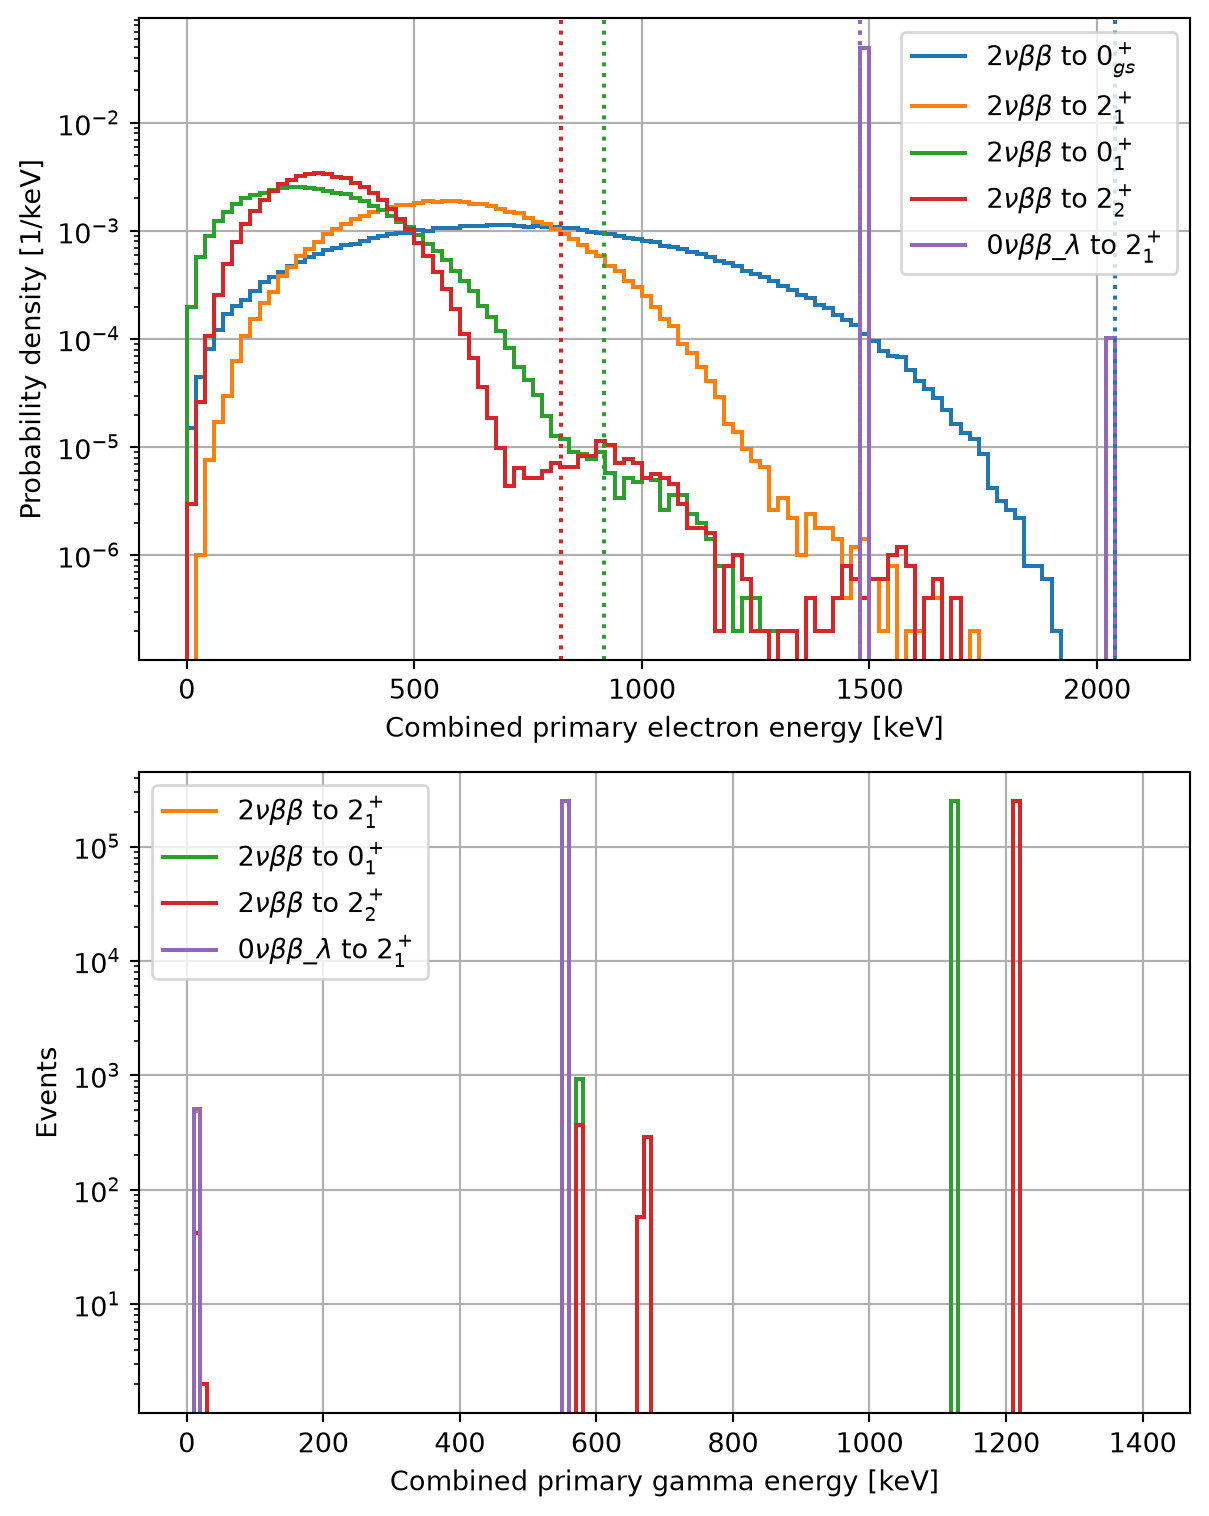 Probability density [1/keV]
10⁻²
10⁻³
10⁻⁴
10⁻⁵
10⁻⁶
2νββ to 0⁺gs
2νββ to 2⁺₁
2νββ to 0⁺₁
2νββ to 2⁺₂
0νββ_λ to 2⁺₁
0 500 1000 1500 2000
Combined primary electron energy [keV]
Events
10⁵
10⁴
10³
10²
10¹
2νββ to 2⁺₁
2νββ to 0⁺₁
2νββ to 2⁺₂
0νββ_λ to 2⁺₁
0 200 400 600 800 1000 1200 1400
Combined primary gamma energy [keV]